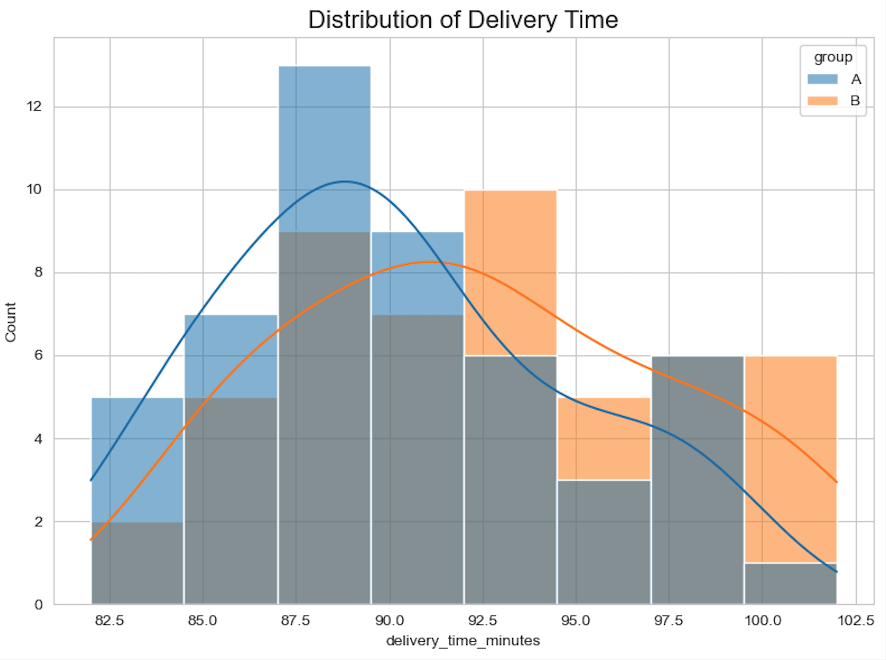 Distribution of Delivery Time
group
A
B
Count
12
10
8
6
4
2
0
82.5 85.0 87.5 90.0 92.5 95.0 97.5 100.0 102.5
delivery_time_minutes